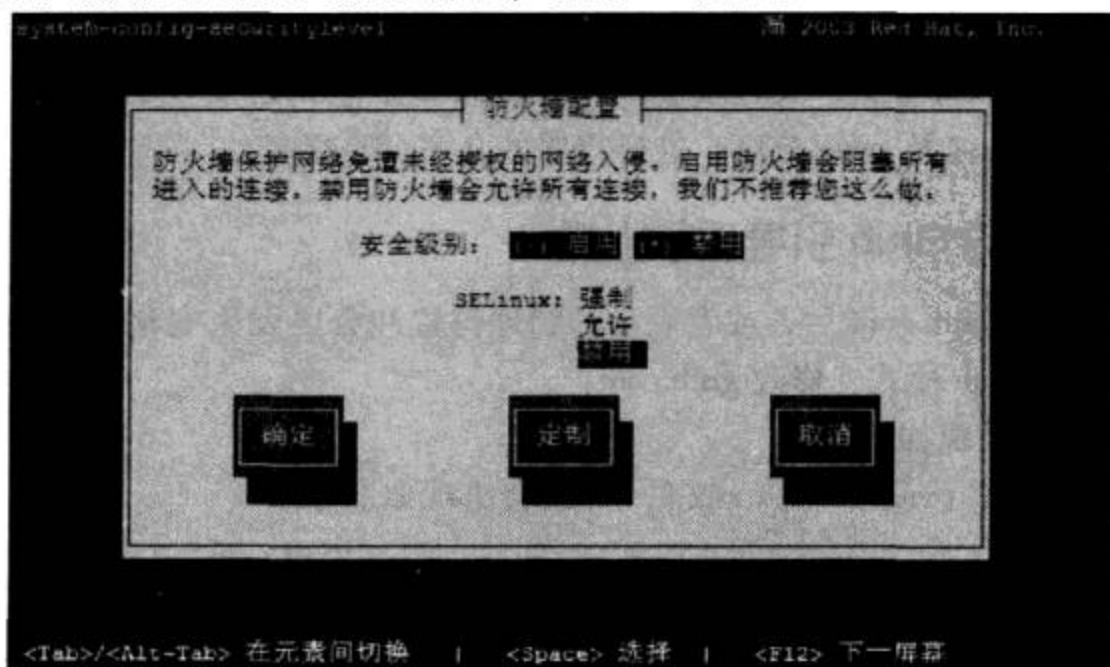 system-config-securitylevel 漏 2003 Red Hat, Inc.
防火墙配置
防火墙保护网络免遭未经授权的网络入侵。启用防火墙会阻塞所有
进入的连接。禁用防火墙会允许所有连接，我们不推荐您这么做。
安全级别： ( ) 启用 (*) 禁用
SELinux: 强制
允许
禁用
确定 定制 取消
<Tab>/<Alt-Tab> 在元素间切换 | <Space> 选择 | <F12> 下一屏幕